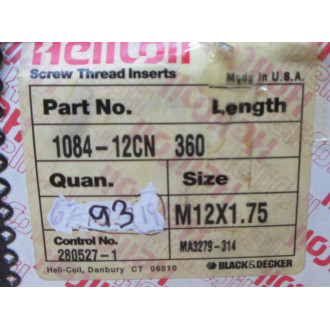 Helicoil
Screw Thread Inserts
Made In U.S.A.
Part No. Length
1084-12CN 360
Quan. Size
93 M12X1.75
Control No. MA3279-314
280527-1
Heli-Coil, Danbury CT 06810 BLACK&DECKER